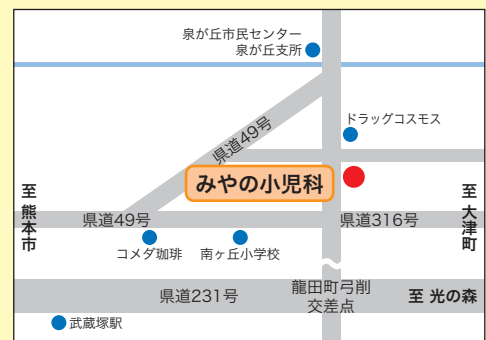 泉が丘市民センター
泉が丘支所
ドラッグコスモス
県道49号
みやの小児科
至 熊本市
至 大津町
県道49号
県道316号
コメダ珈琲
南ヶ丘小学校
県道231号
龍田町弓削
交差点
至 光の森
武蔵塚駅